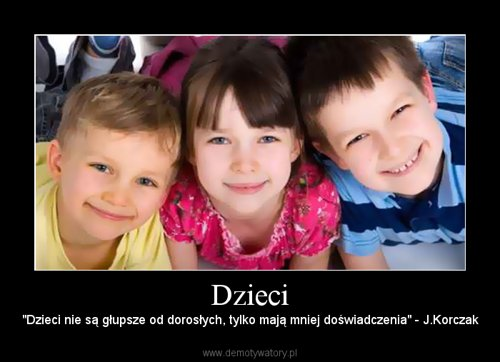 Dzieci
"Dzieci nie są głupsze od dorosłych, tylko mają mniej doświadczenia" - J.Korczak
www.demotywatory.pl